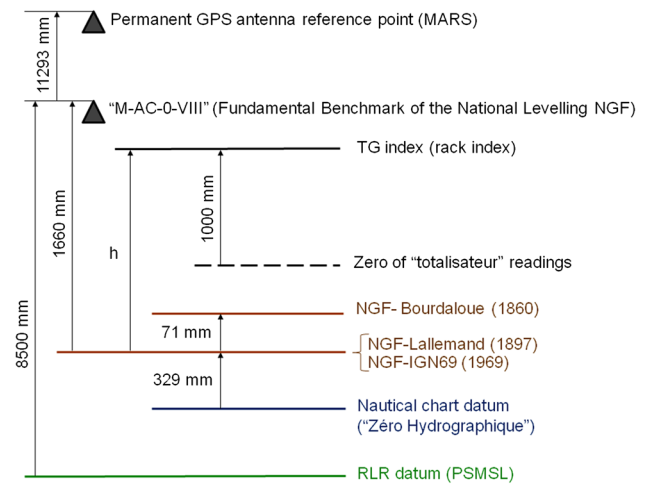 Permanent GPS antenna reference point (MARS)
11293 mm
“M-AC-0-VIII” (Fundamental Benchmark of the National Levelling NGF)
TG index (rack index)
1000 mm
1660 mm
h
Zero of “totalisateur” readings
NGF- Bourdaloue (1860)
8500 mm
71 mm
NGF-Lallemand (1897)
NGF-IGN69 (1969)
329 mm
Nautical chart datum
(“Zéro Hydrographique”)
RLR datum (PSMSL)